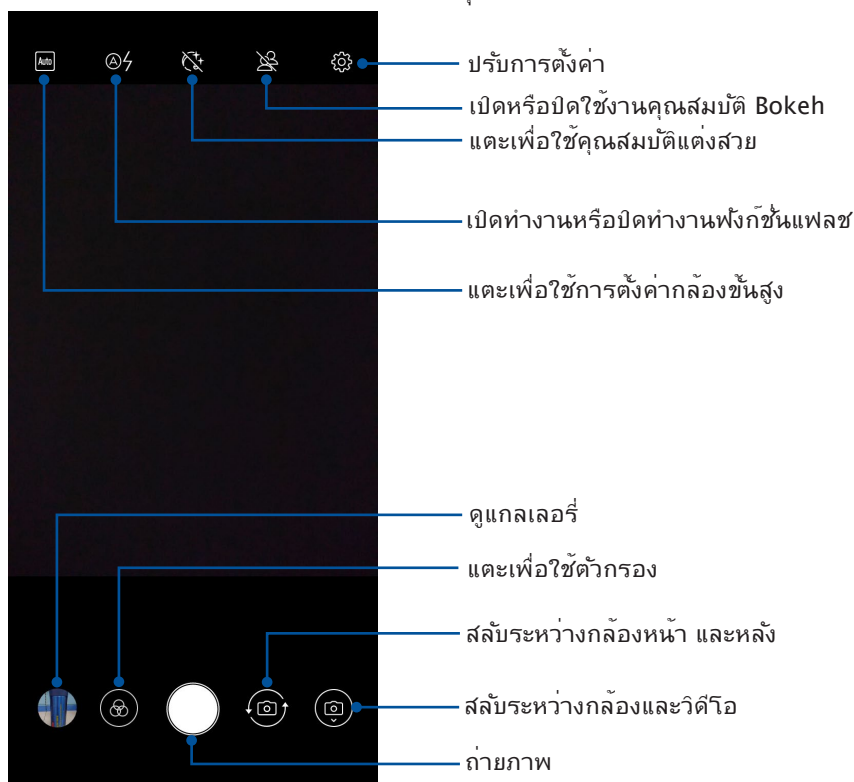 Auto
ปรับการตั้งค่า
เปิดหรือปิดใช้งานคุณสมบัติ Bokeh
แตะเพื่อใช้คุณสมบัติแต่งสวย
เปิดทำงานหรือปิดทำงานฟังก์ชั่นแฟลช
แตะเพื่อใช้การตั้งค่ากล้องขั้นสูง
ดูแกลเลอรี่
แตะเพื่อใช้ตัวกรอง
สลับระหว่างกล้องหน้า และหลัง
สลับระหว่างกล้องและวิดีโอ
ถ่ายภาพ